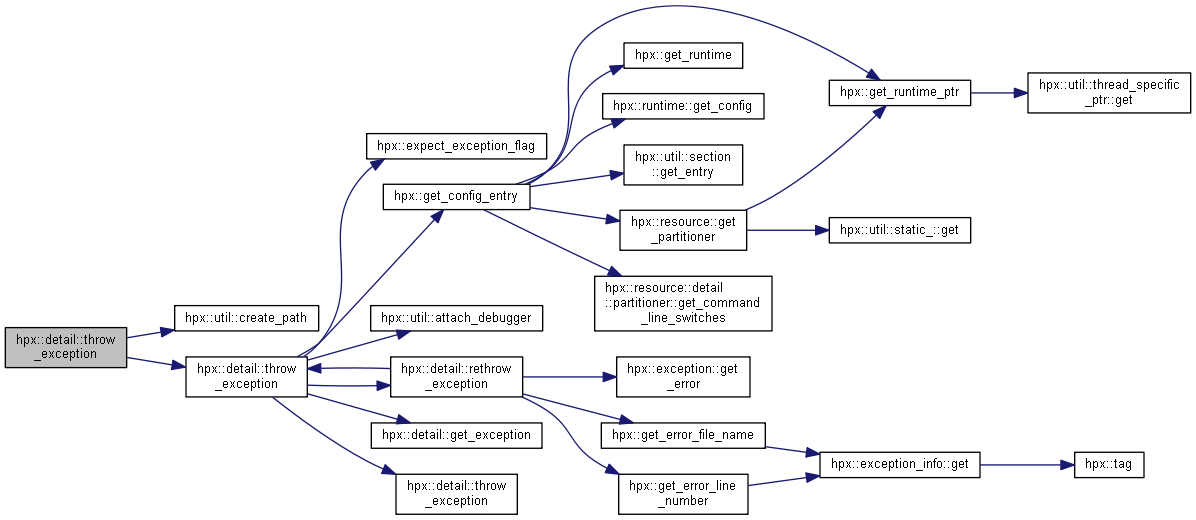 hpx::detail::throw
_exception
hpx::util::create_path
hpx::detail::throw
_exception
hpx::expect_exception_flag
hpx::get_config_entry
hpx::util::attach_debugger
hpx::detail::rethrow
_exception
hpx::detail::get_exception
hpx::detail::throw
_exception
hpx::get_runtime
hpx::runtime::get_config
hpx::util::section
::get_entry
hpx::resource::get
_partitioner
hpx::resource::detail
::partitioner::get_command
_line_switches
hpx::exception::get
_error
hpx::get_error_file_name
hpx::get_error_line
_number
hpx::get_runtime_ptr
hpx::util::static_::get
hpx::exception_info::get
hpx::util::thread_specific
_ptr::get
hpx::tag